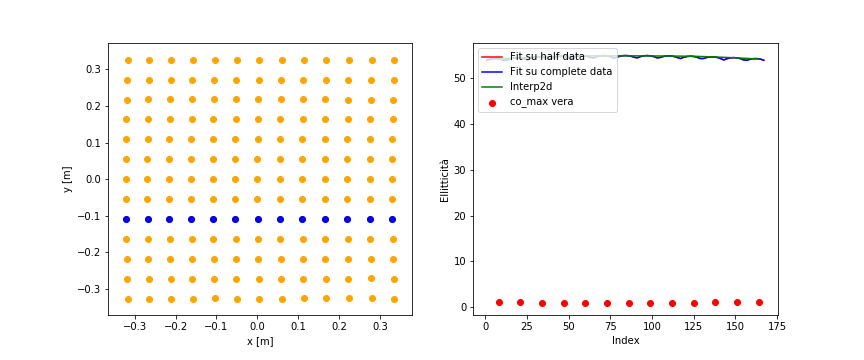 0.3
0.2
0.1
0.0
−0.1
−0.2
−0.3
y [m]
−0.3 −0.2 −0.1 0.0 0.1 0.2 0.3
x [m]
Fit su half data
Fit su complete data
Interp2d
co_max vera
50
40
30
20
10
0
Ellitticità
0 25 50 75 100 125 150 175
Index